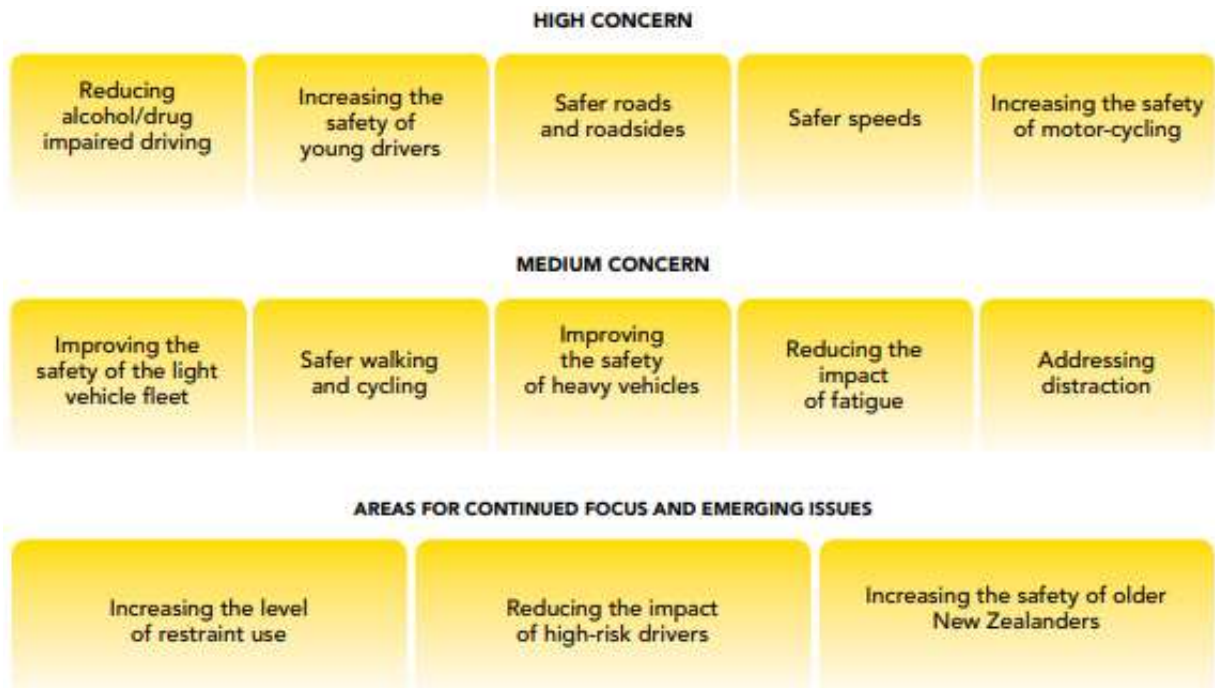 HIGH CONCERN
Reducing
alcohol/drug
impaired driving
Increasing the
safety of
young drivers
Safer roads
and roadsides
Safer speeds
Increasing the safety
of motor-cycling
MEDIUM CONCERN
Improving the
safety of the light
vehicle fleet
Safer walking
and cycling
Improving
the safety
of heavy vehicles
Reducing the
impact
of fatigue
Addressing
distraction
AREAS FOR CONTINUED FOCUS AND EMERGING ISSUES
Increasing the level
of restraint use
Reducing the impact
of high-risk drivers
Increasing the safety of older
New Zealanders